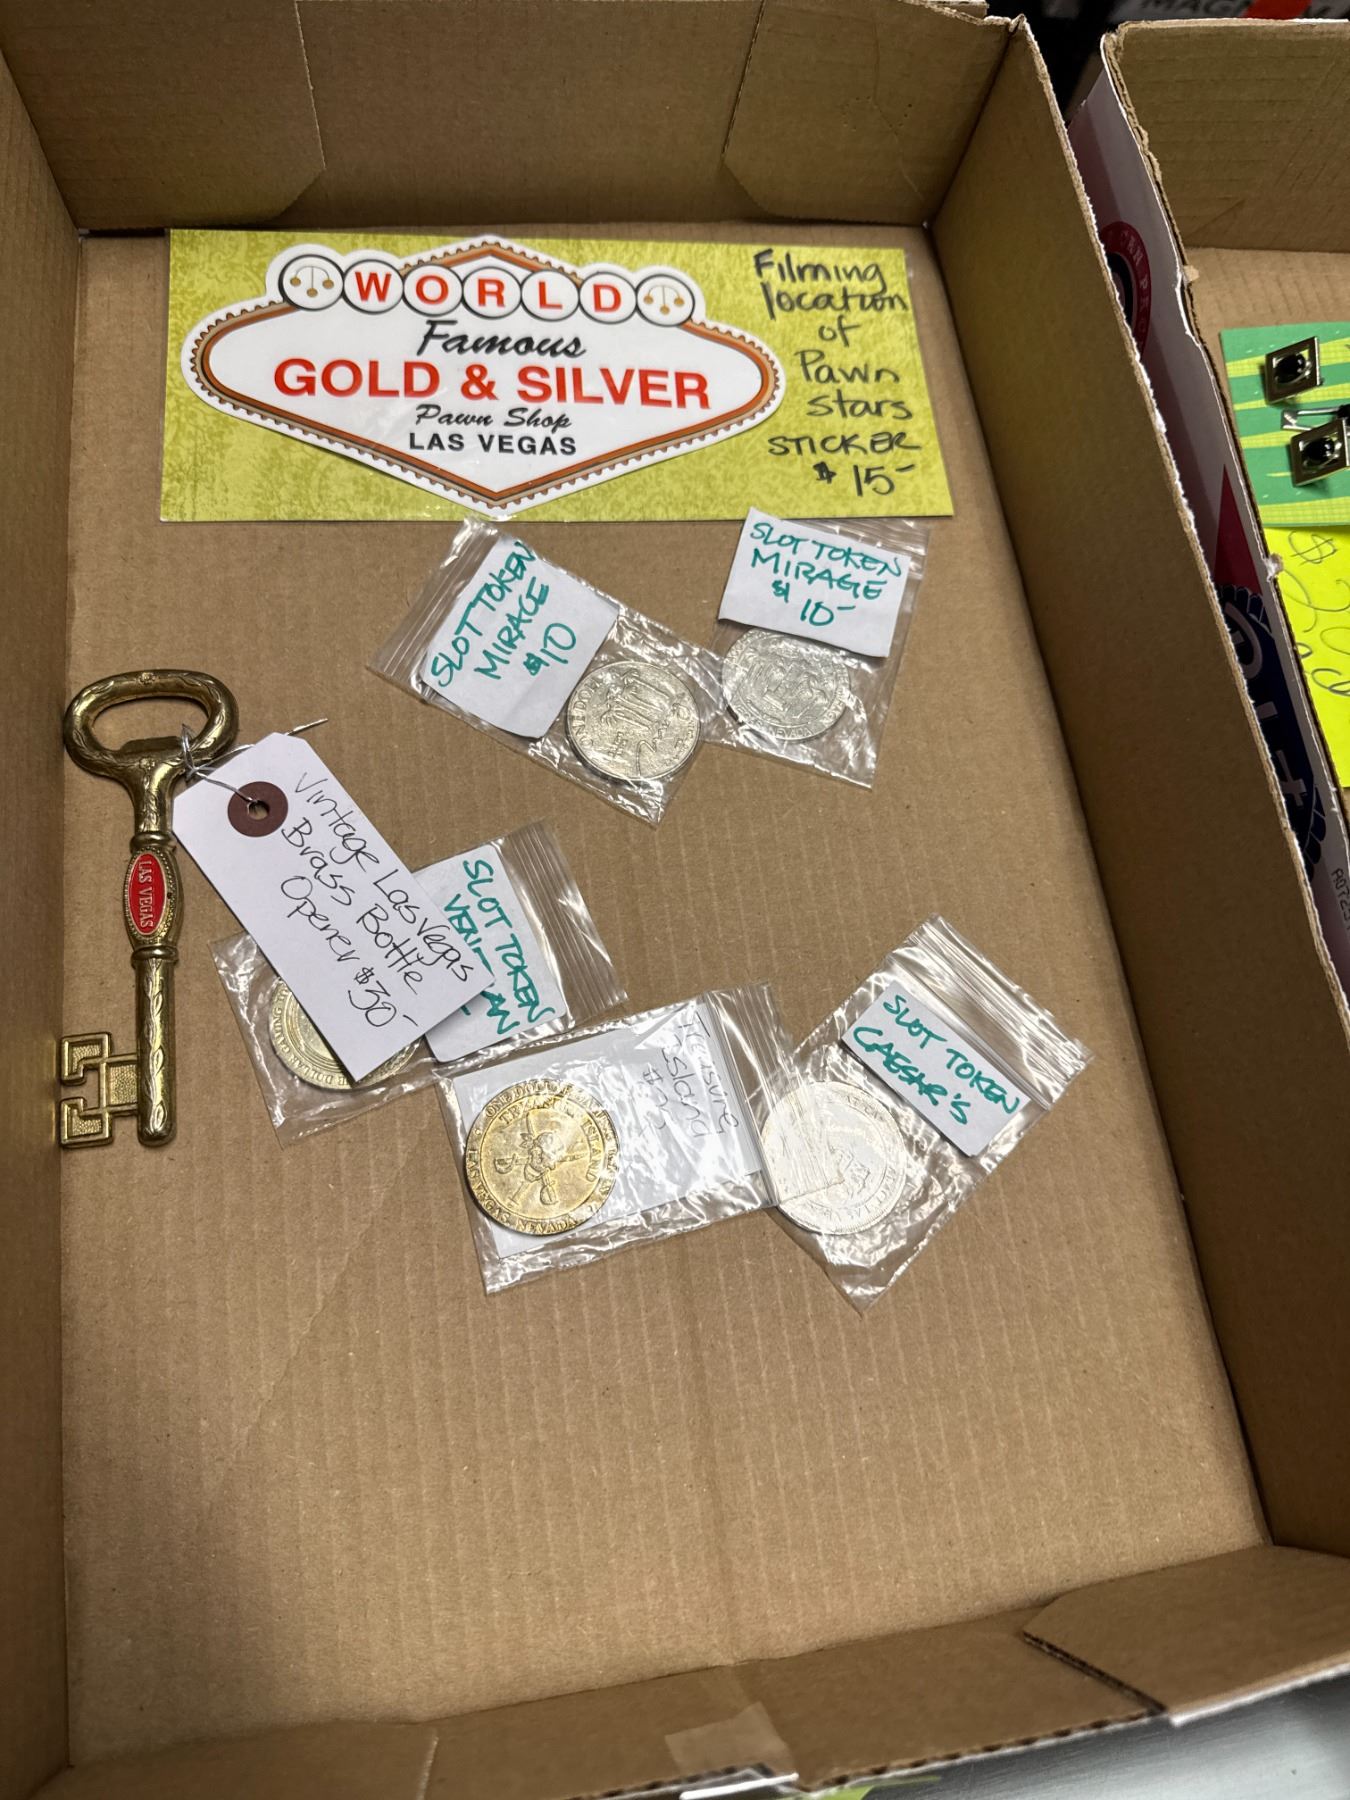 WORLD
Famous
GOLD & SILVER
Pawn Shop
LAS VEGAS
Filming
location
of
Pawn
stars
STICKER
$15-
SLOT TOKEN
MIRAGE
$10
SLOT TOKEN
MIRAGE
$10-
LAS VEGAS
Vintage Las Vegas
Brass Bottle
Opener $30-
SLOT TOKEN
Treasure
Island
TREASURE ISLAND
LAS VEGAS NEVADA
SLOT TOKEN
CAESAR'S